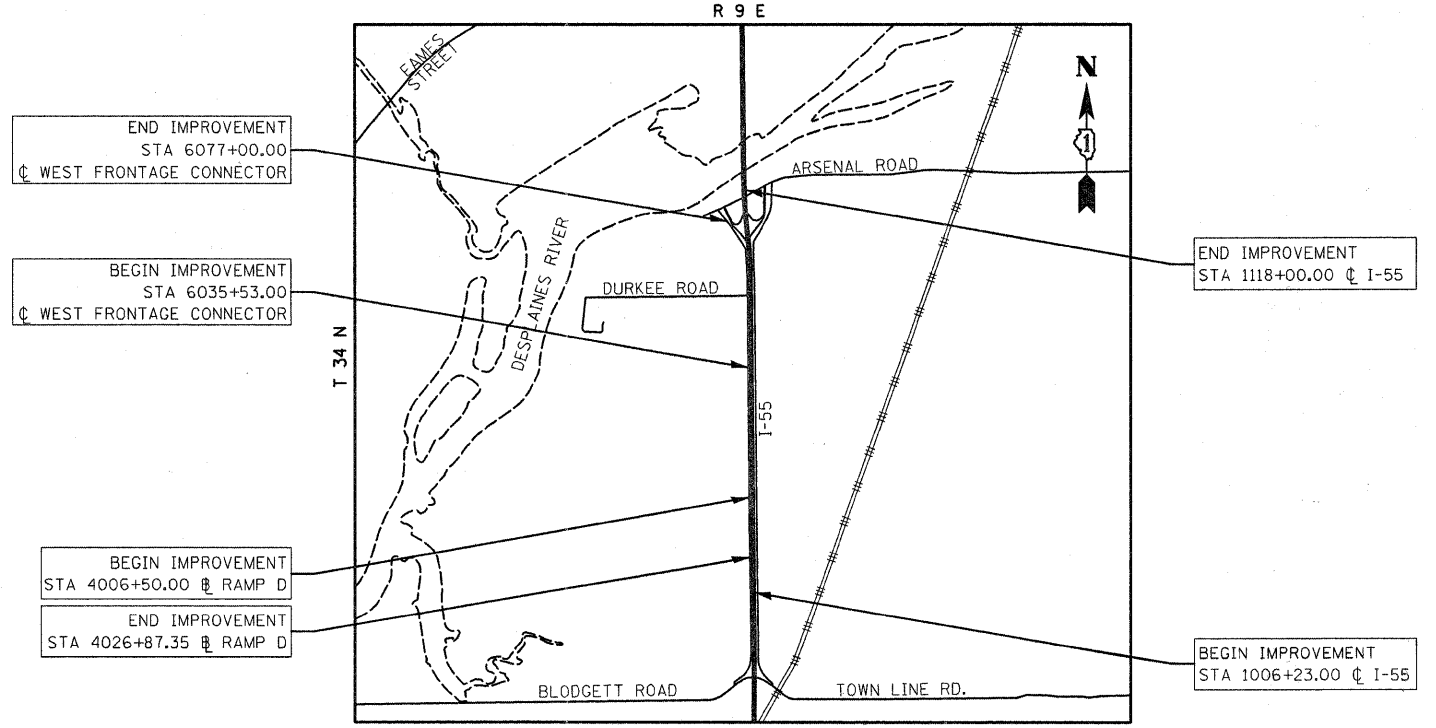 R 9 E
EAMES
STREET
N
1
END IMPROVEMENT
STA 6077+00.00
℄ WEST FRONTAGE CONNECTOR
ARSENAL ROAD
END IMPROVEMENT
STA 1118+00.00 ℄ I-55
BEGIN IMPROVEMENT
STA 6035+53.00
℄ WEST FRONTAGE CONNECTOR
DURKEE ROAD
DESPLAINES RIVER
T 34 N
I-55
BEGIN IMPROVEMENT
STA 4006+50.00 BL RAMP D
END IMPROVEMENT
STA 4026+87.35 BL RAMP D
BEGIN IMPROVEMENT
STA 1006+23.00 ℄ I-55
BLODGETT ROAD
TOWN LINE RD.